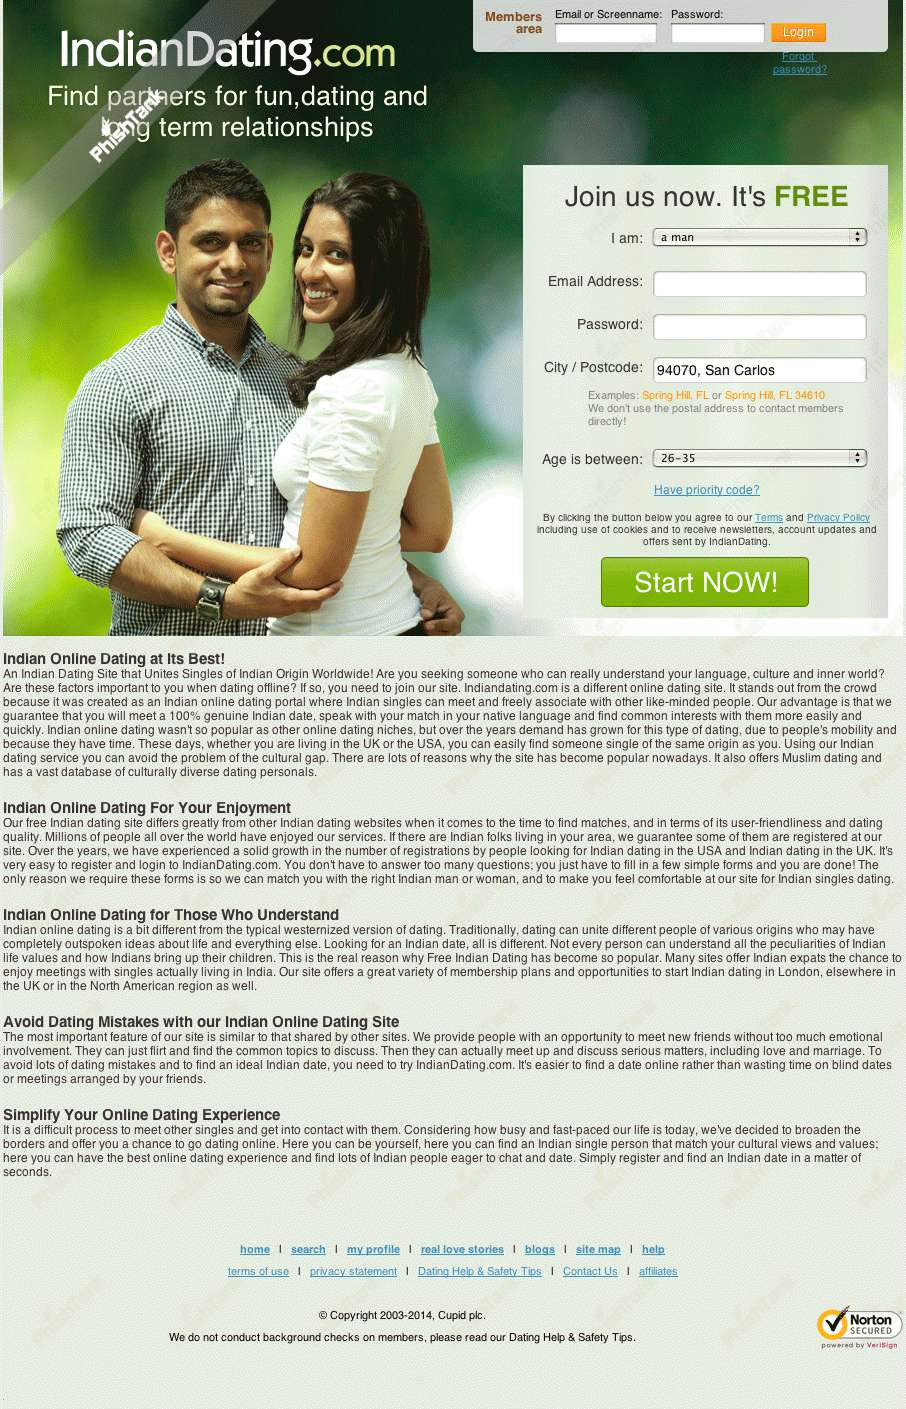 IndianDating.com
Find partners for fun,dating and
long term relationships
PhishTank
Members
area
Email or Screenname:
Password:
Login
Forgot
password?
Join us now. It's FREE
I am:
a man
Email Address:
Password:
City / Postcode:
94070, San Carlos
Examples: Spring Hill, FL or Spring Hill, FL 34610
We don't use the postal address to contact members
directly!
Age is between:
26-35
Have priority code?
By clicking the button below you agree to our Terms and Privacy Policy
including use of cookies and to receive newsletters, account updates and
offers sent by IndianDating.
Start NOW!
Indian Online Dating at Its Best!
An Indian Dating Site that Unites Singles of Indian Origin Worldwide! Are you seeking someone who can really understand your language, culture and inner world?
Are these factors important to you when dating offline? If so, you need to join our site. Indiandating.com is a different online dating site. It stands out from the crowd
because it was created as an Indian online dating portal where Indian singles can meet and freely associate with other like-minded people. Our advantage is that we
guarantee that you will meet a 100% genuine Indian date, speak with your match in your native language and find common interests with them more easily and
quickly. Indian online dating wasn't so popular as other online dating niches, but over the years demand has grown for this type of dating, due to people's mobility and
because they have time. These days, whether you are living in the UK or the USA, you can easily find someone single of the same origin as you. Using our Indian
dating service you can avoid the problem of the cultural gap. There are lots of reasons why the site has become popular nowadays. It also offers Muslim dating and
has a vast database of culturally diverse dating personals.
Indian Online Dating For Your Enjoyment
Our free Indian dating site differs greatly from other Indian dating websites when it comes to the time to find matches, and in terms of its user-friendliness and dating
quality. Millions of people all over the world have enjoyed our services. If there are Indian folks living in your area, we guarantee some of them are registered at our
site. Over the years, we have experienced a solid growth in the number of registrations by people looking for Indian dating in the USA and Indian dating in the UK. It's
very easy to register and login to IndianDating.com. You don't have to answer too many questions; you just have to fill in a few simple forms and you are done! The
only reason we require these forms is so we can match you with the right Indian man or woman, and to make you feel comfortable at our site for Indian singles dating.
Indian Online Dating for Those Who Understand
Indian online dating is a bit different from the typical westernized version of dating. Traditionally, dating can unite different people of various origins who may have
completely outspoken ideas about life and everything else. Looking for an Indian date, all is different. Not every person can understand all the peculiarities of Indian
life values and how Indians bring up their children. This is the real reason why Free Indian Dating has become so popular. Many sites offer Indian expats the chance to
enjoy meetings with singles actually living in India. Our site offers a great variety of membership plans and opportunities to start Indian dating in London, elsewhere in
the UK or in the North American region as well.
Avoid Dating Mistakes with our Indian Online Dating Site
The most important feature of our site is similar to that shared by other sites. We provide people with an opportunity to meet new friends without too much emotional
involvement. They can just flirt and find the common topics to discuss. Then they can actually meet up and discuss serious matters, including love and marriage. To
avoid lots of dating mistakes and to find an ideal Indian date, you need to try IndianDating.com. It's easier to find a date online rather than wasting time on blind dates
or meetings arranged by your friends.
Simplify Your Online Dating Experience
It is a difficult process to meet other singles and get into contact with them. Considering how busy and fast-paced our life is today, we've decided to broaden the
borders and offer you a chance to go dating online. Here you can be yourself, here you can find an Indian single person that match your cultural views and values;
here you can have the best online dating experience and find lots of Indian people eager to chat and date. Simply register and find an Indian date in a matter of
seconds.
home | search | my profile | real love stories | blogs | site map | help
terms of use | privacy statement | Dating Help & Safety Tips | Contact Us | affiliates
© Copyright 2003-2014, Cupid plc.
We do not conduct background checks on members, please read our Dating Help & Safety Tips.
Norton
SECURED
powered by VeriSign